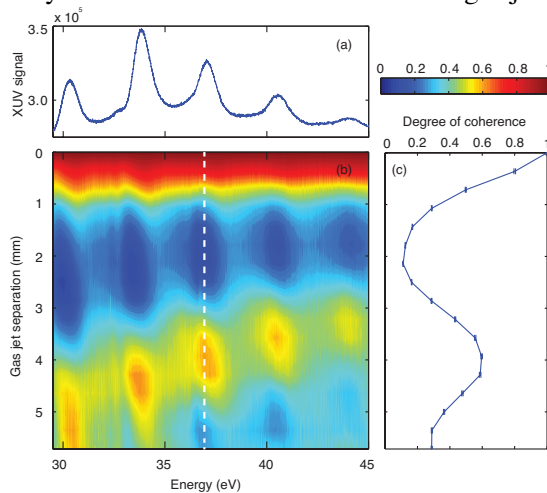 x 10⁵
3.5
3.0
XUV signal
(a)
0 0.2 0.4 0.6 0.8 1
Degree of coherence
0 0.2 0.4 0.6 0.8 1
0
1
2
3
4
5
Gas jet separation (mm)
(b)
(c)
30 35 40 45
Energy (eV)